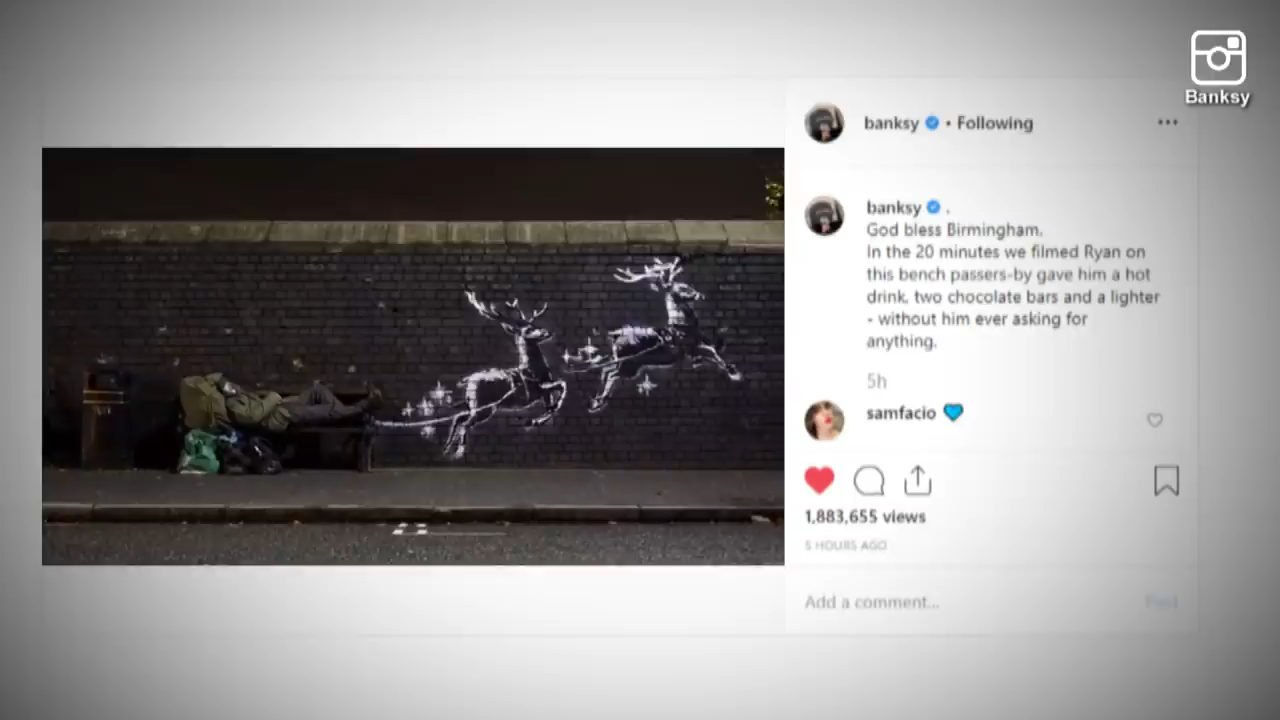 Banksy
banksy • Following
banksy .
God bless Birmingham.
In the 20 minutes we filmed Ryan on
this bench passers-by gave him a hot
drink, two chocolate bars and a lighter
- without him ever asking for
anything.
5h
samfacio 💙
1,883,655 views
5 HOURS AGO
Add a comment...
Post